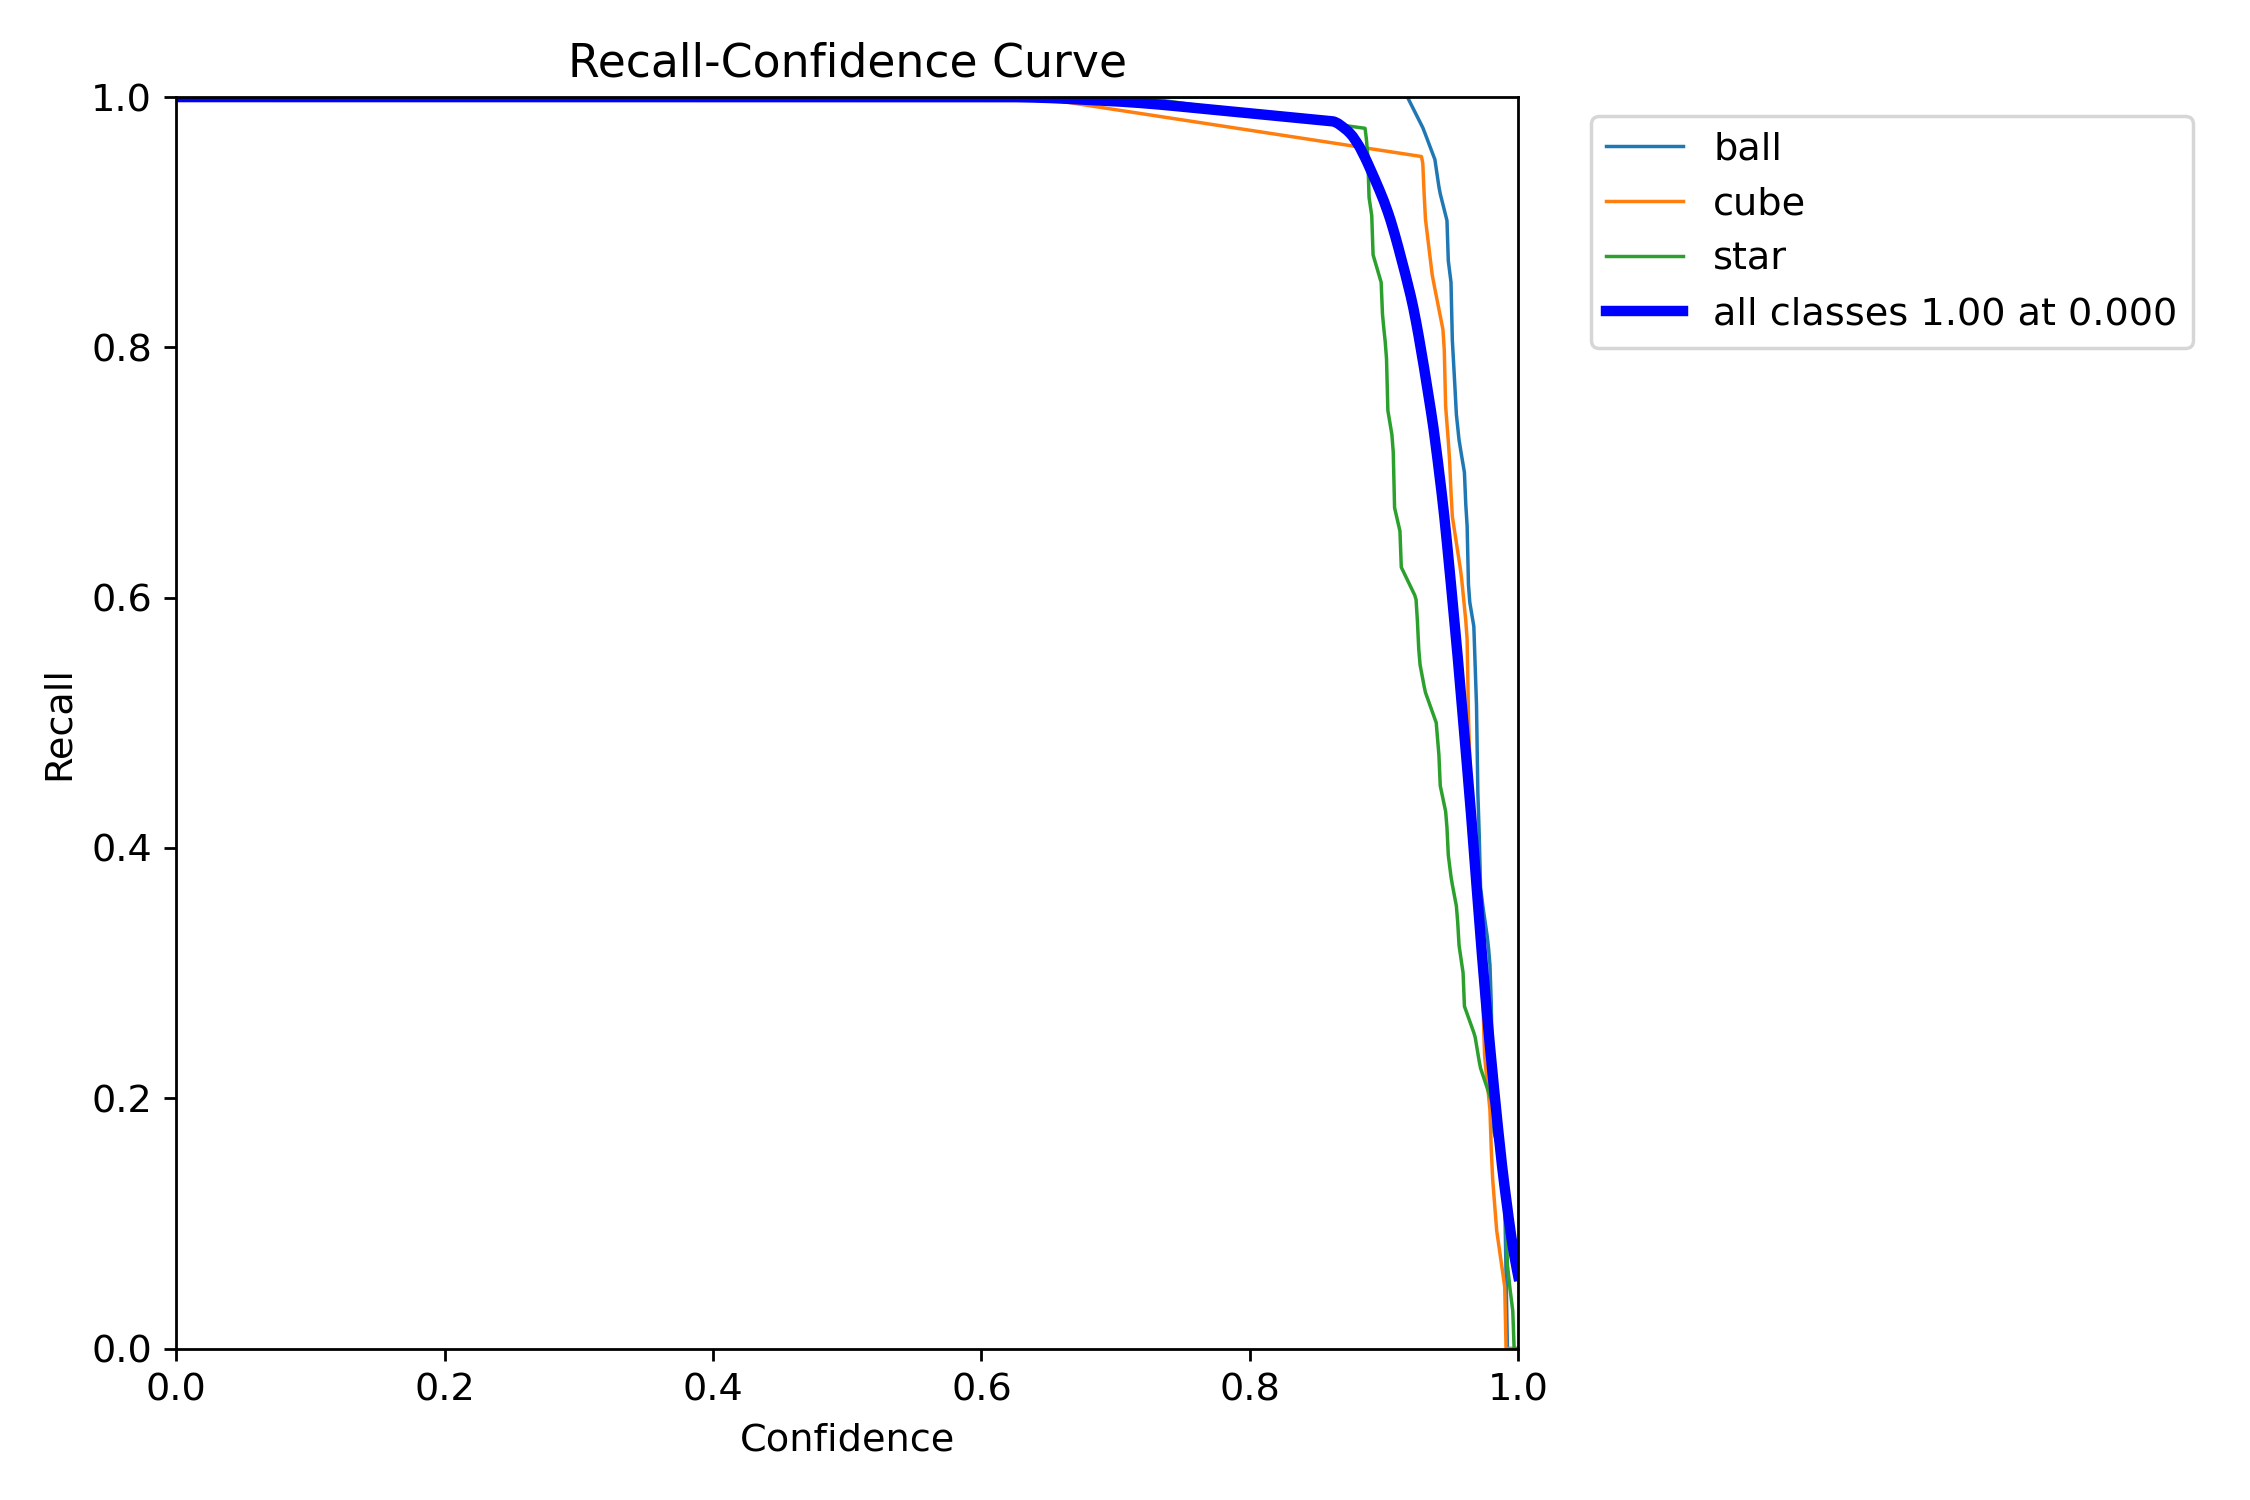 Recall-Confidence Curve
1.0
0.8
0.6
0.4
0.2
0.0
Recall
0.0 0.2 0.4 0.6 0.8 1.0
Confidence
ball
cube
star
all classes 1.00 at 0.000